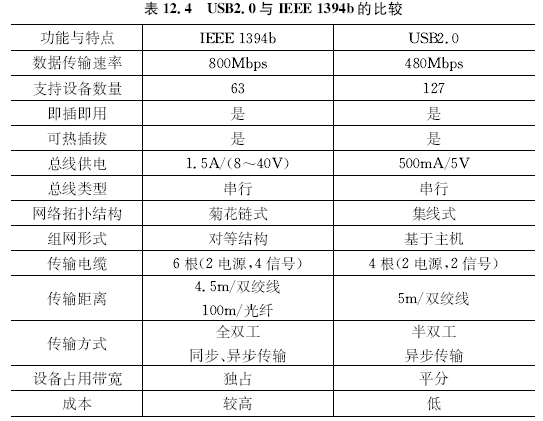 表 12.4 USB2.0 与 IEEE 1394b 的比较
功能与特点 IEEE 1394b USB2.0
数据传输速率 800Mbps 480Mbps
支持设备数量 63 127
即插即用 是 是
可热插拔 是 是
总线供电 1.5A/(8～40V) 500mA/5V
总线类型 串行 串行
网络拓扑结构 菊花链式 集线式
组网形式 对等结构 基于主机
传输电缆 6 根(2 电源,4 信号) 4 根(2 电源,2 信号)
传输距离 4.5m/双绞线 5m/双绞线
100m/光纤
传输方式 全双工 半双工
同步、异步传输 异步传输
设备占用带宽 独占 平分
成本 较高 低